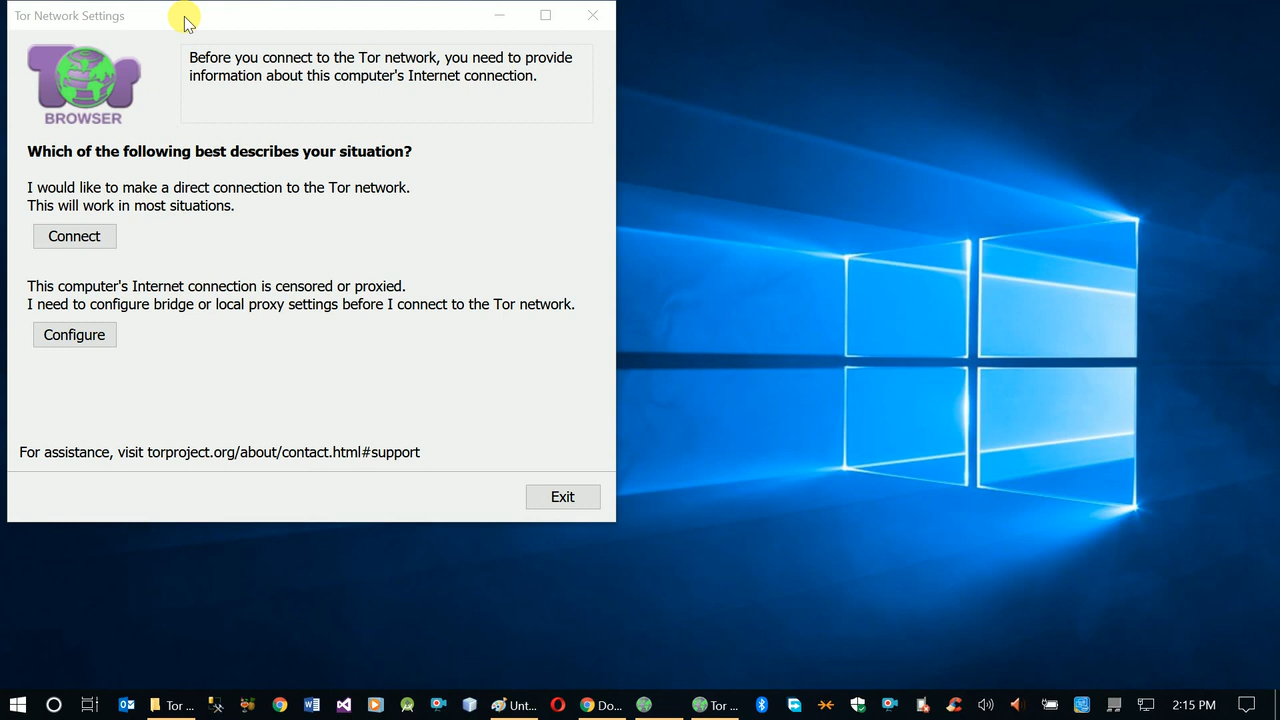 Tor Network Settings
Tor
BROWSER
Before you connect to the Tor network, you need to provide
information about this computer's Internet connection.
Which of the following best describes your situation?
I would like to make a direct connection to the Tor network.
This will work in most situations.
Connect
This computer's Internet connection is censored or proxied.
I need to configure bridge or local proxy settings before I connect to the Tor network.
Configure
For assistance, visit torproject.org/about/contact.html#support
Exit
Tor ...
Unt...
Do...
Tor ...
2:15 PM